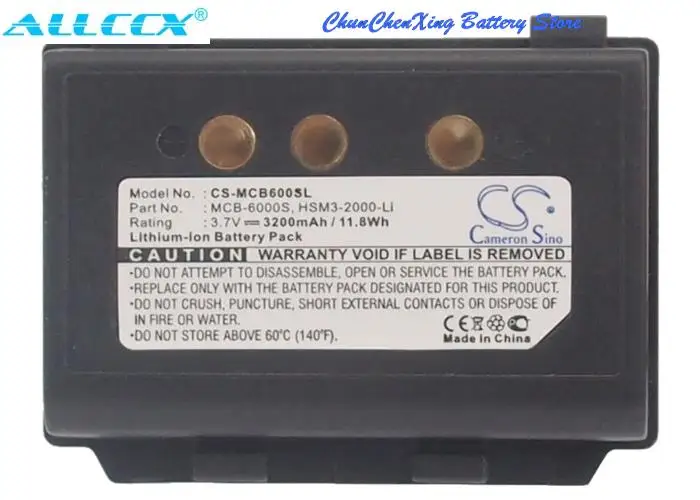 ALLCCX
ChunChenXing Battery Store
Model No. : CS-MCB600SL
Part No. : MCB-6000S, HSM3-2000-Li
Rating : 3.7V⎓3200mAh / 11.8Wh
Lithium-Ion Battery Pack
CS
Cameron Sino
WARNING: WARRANTY VOID IF LABEL IS REMOVED.
•DO NOT ATTEMPT TO DISASSEMBLE, OPEN OR SERVICE THE BATTERY PACK.
•REPLACE ONLY WITH THE BATTERY PACK DESIGNATED FOR THIS PRODUCT.
•DO NOT CRUSH, PUNCTURE, SHORT EXTERNAL CONTACTS OR DISPOSE OF
IN FIRE OR WATER.
•DO NOT STORE ABOVE 60°C (140°F).
CE
Made in China